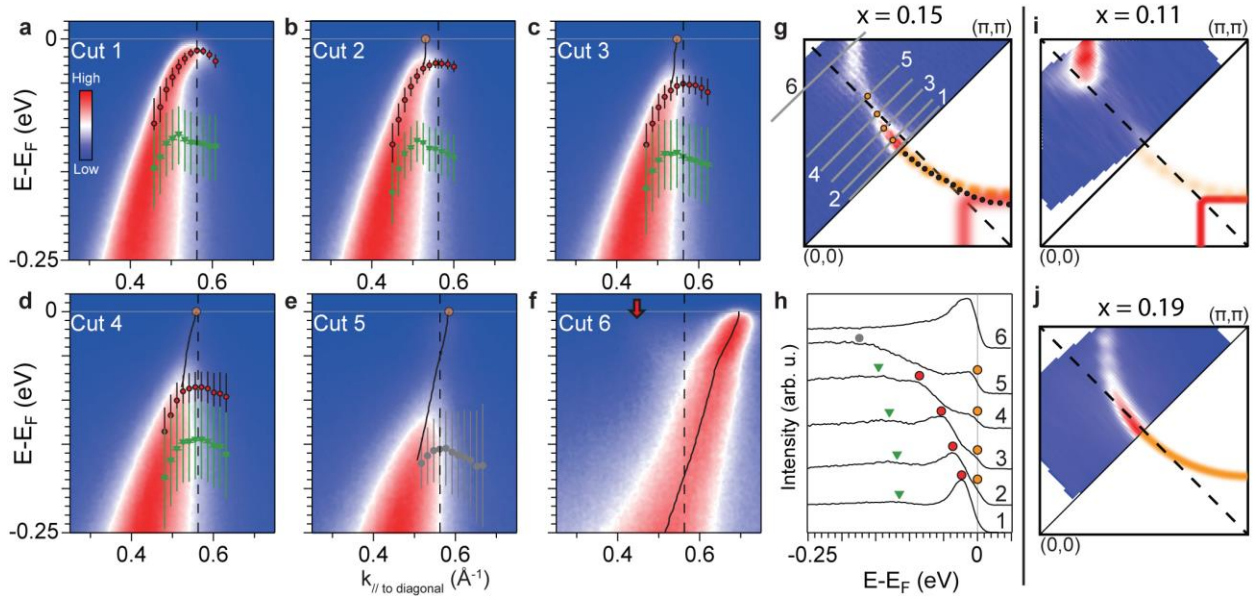 a
Cut 1
High
Low
0
-0.25
E-E_F (eV)
0.4
0.6
b
Cut 2
0.4
0.6
c
Cut 3
0.4
0.6
d
Cut 4
0
-0.25
E-E_F (eV)
0.4
0.6
e
Cut 5
0.4
0.6
k_{// to diagonal} (Å⁻¹)
f
Cut 6
0.4
0.6
g
x = 0.15
(π,π)
6
5
3
1
4
2
(0,0)
h
Intensity (arb. u.)
6
5
4
3
2
1
-0.25
0
E-E_F (eV)
i
x = 0.11
(π,π)
(0,0)
j
x = 0.19
(π,π)
(0,0)